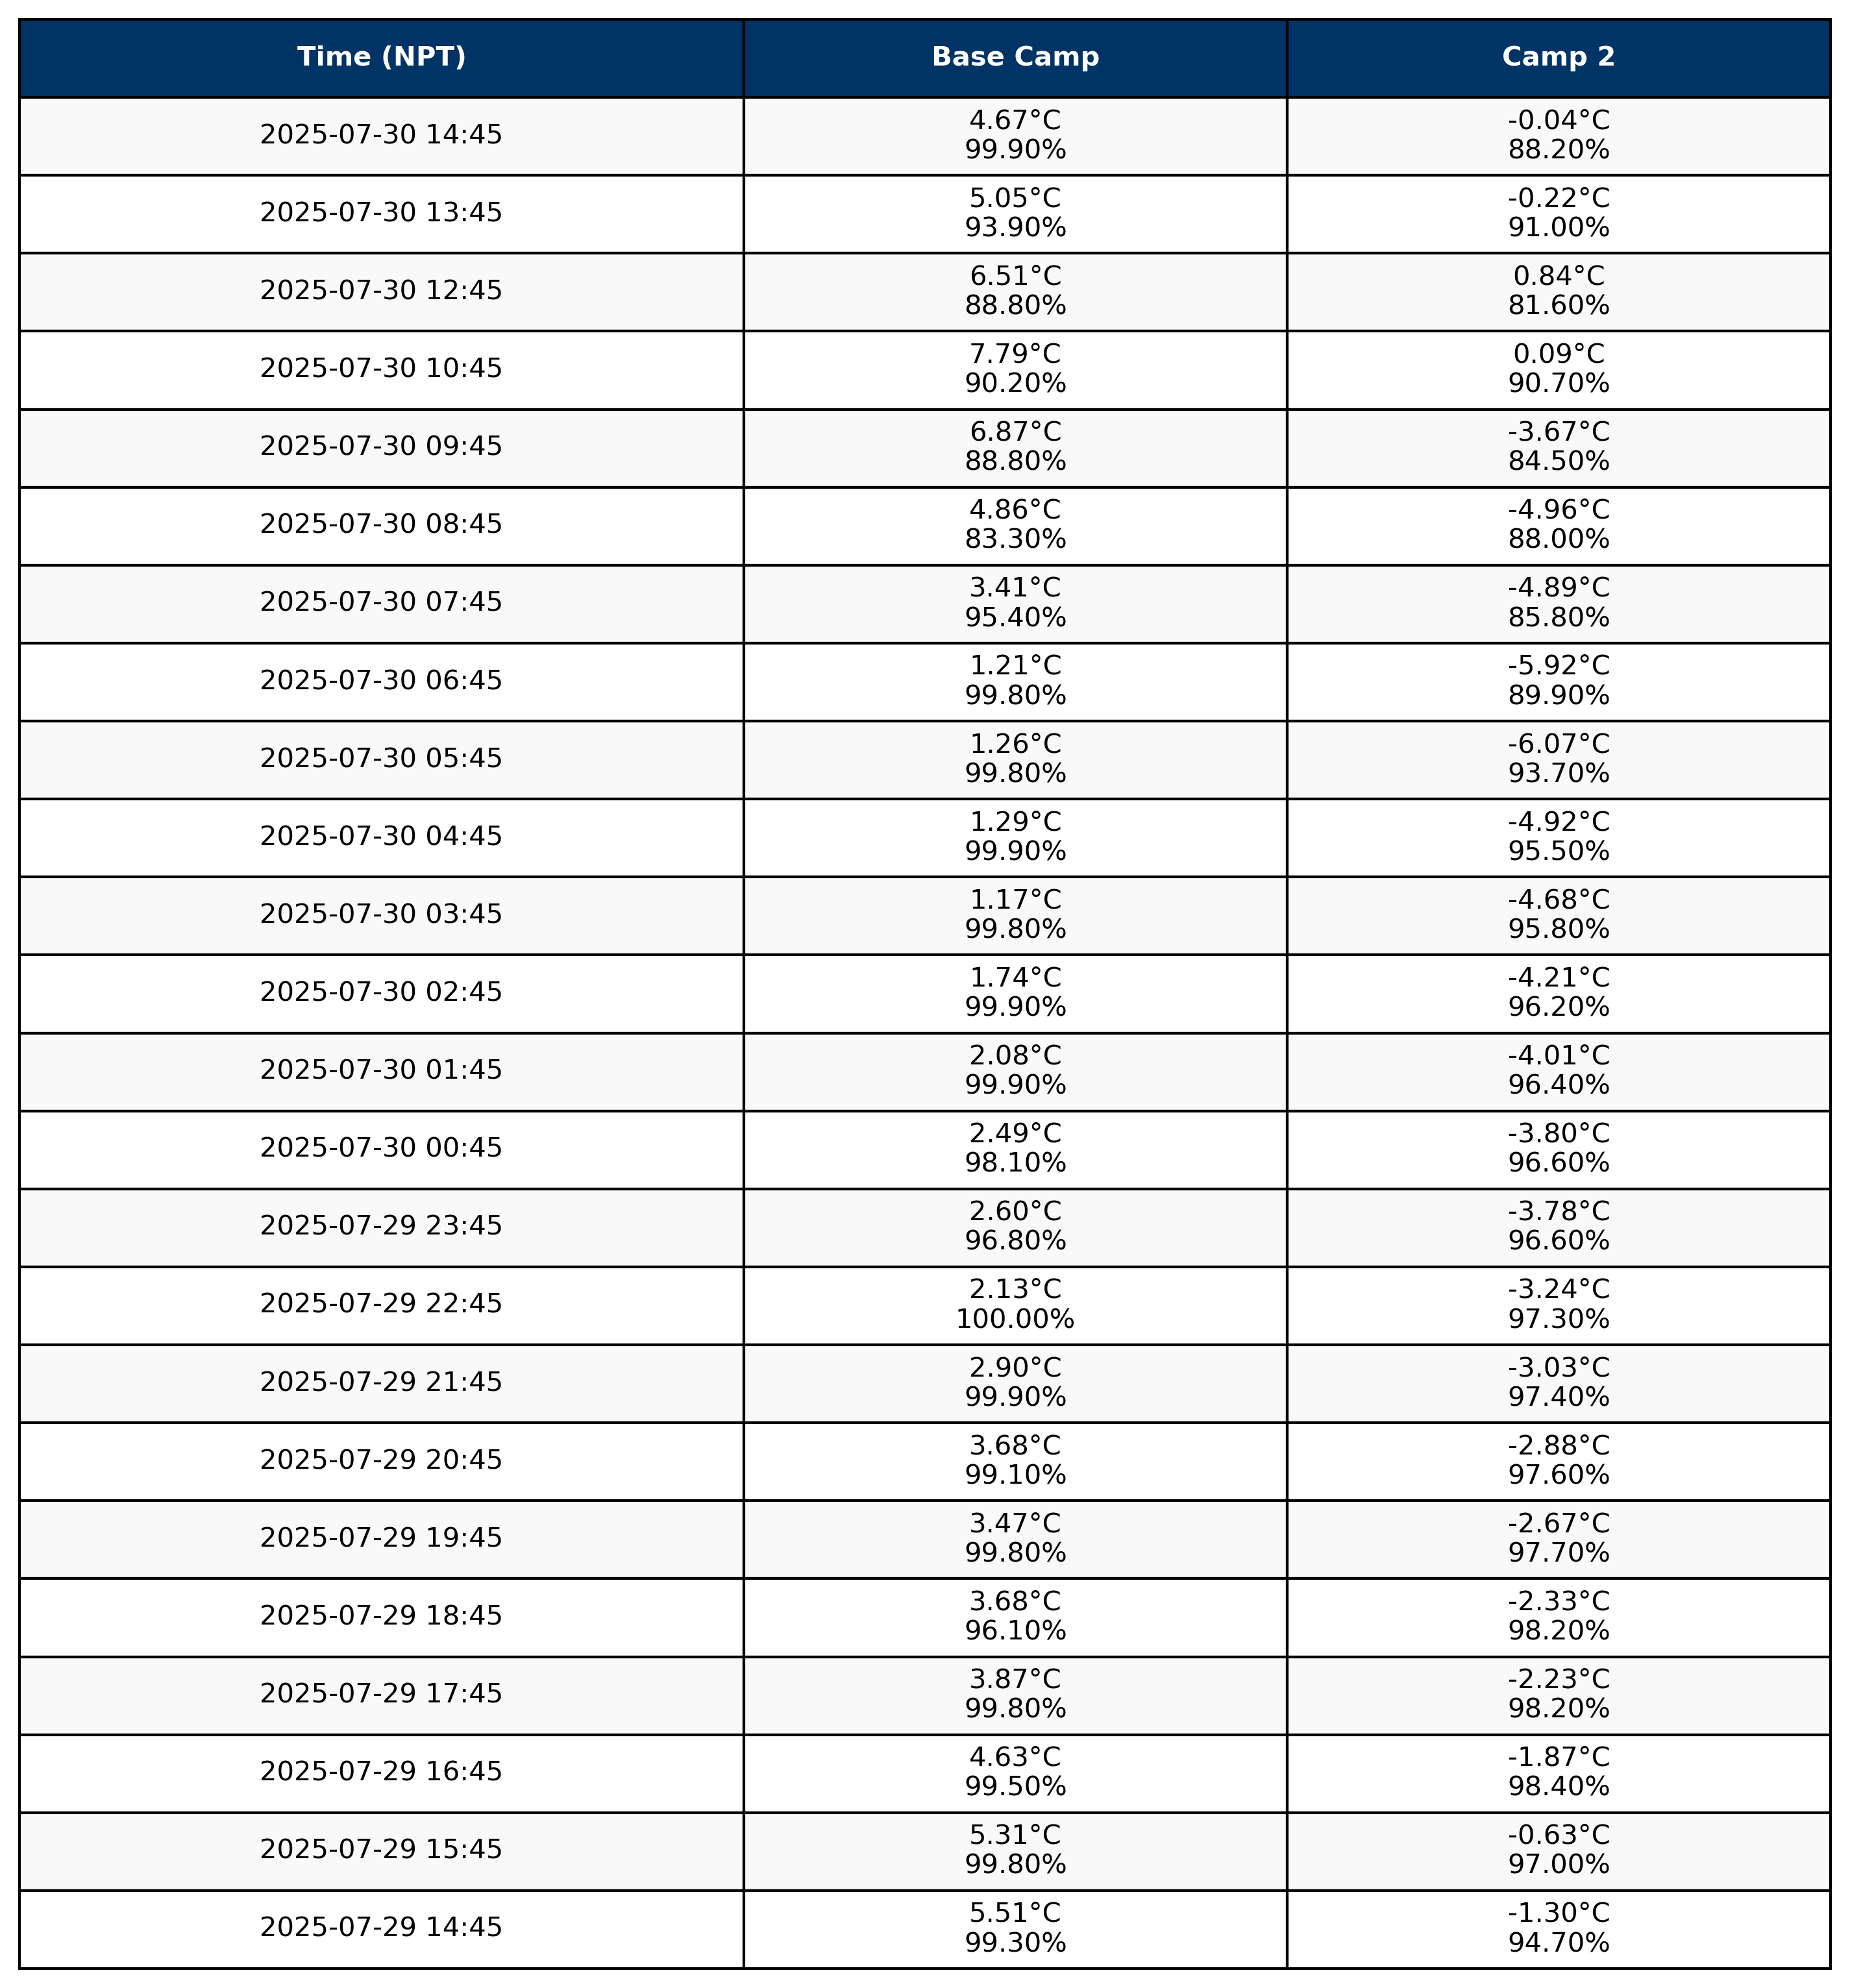 Time (NPT) Base Camp Camp 2
2025-07-30 14:45 4.67°C 99.90% -0.04°C 88.20%
2025-07-30 13:45 5.05°C 93.90% -0.22°C 91.00%
2025-07-30 12:45 6.51°C 88.80% 0.84°C 81.60%
2025-07-30 10:45 7.79°C 90.20% 0.09°C 90.70%
2025-07-30 09:45 6.87°C 88.80% -3.67°C 84.50%
2025-07-30 08:45 4.86°C 83.30% -4.96°C 88.00%
2025-07-30 07:45 3.41°C 95.40% -4.89°C 85.80%
2025-07-30 06:45 1.21°C 99.80% -5.92°C 89.90%
2025-07-30 05:45 1.26°C 99.80% -6.07°C 93.70%
2025-07-30 04:45 1.29°C 99.90% -4.92°C 95.50%
2025-07-30 03:45 1.17°C 99.80% -4.68°C 95.80%
2025-07-30 02:45 1.74°C 99.90% -4.21°C 96.20%
2025-07-30 01:45 2.08°C 99.90% -4.01°C 96.40%
2025-07-30 00:45 2.49°C 98.10% -3.80°C 96.60%
2025-07-29 23:45 2.60°C 96.80% -3.78°C 96.60%
2025-07-29 22:45 2.13°C 100.00% -3.24°C 97.30%
2025-07-29 21:45 2.90°C 99.90% -3.03°C 97.40%
2025-07-29 20:45 3.68°C 99.10% -2.88°C 97.60%
2025-07-29 19:45 3.47°C 99.80% -2.67°C 97.70%
2025-07-29 18:45 3.68°C 96.10% -2.33°C 98.20%
2025-07-29 17:45 3.87°C 99.80% -2.23°C 98.20%
2025-07-29 16:45 4.63°C 99.50% -1.87°C 98.40%
2025-07-29 15:45 5.31°C 99.80% -0.63°C 97.00%
2025-07-29 14:45 5.51°C 99.30% -1.30°C 94.70%